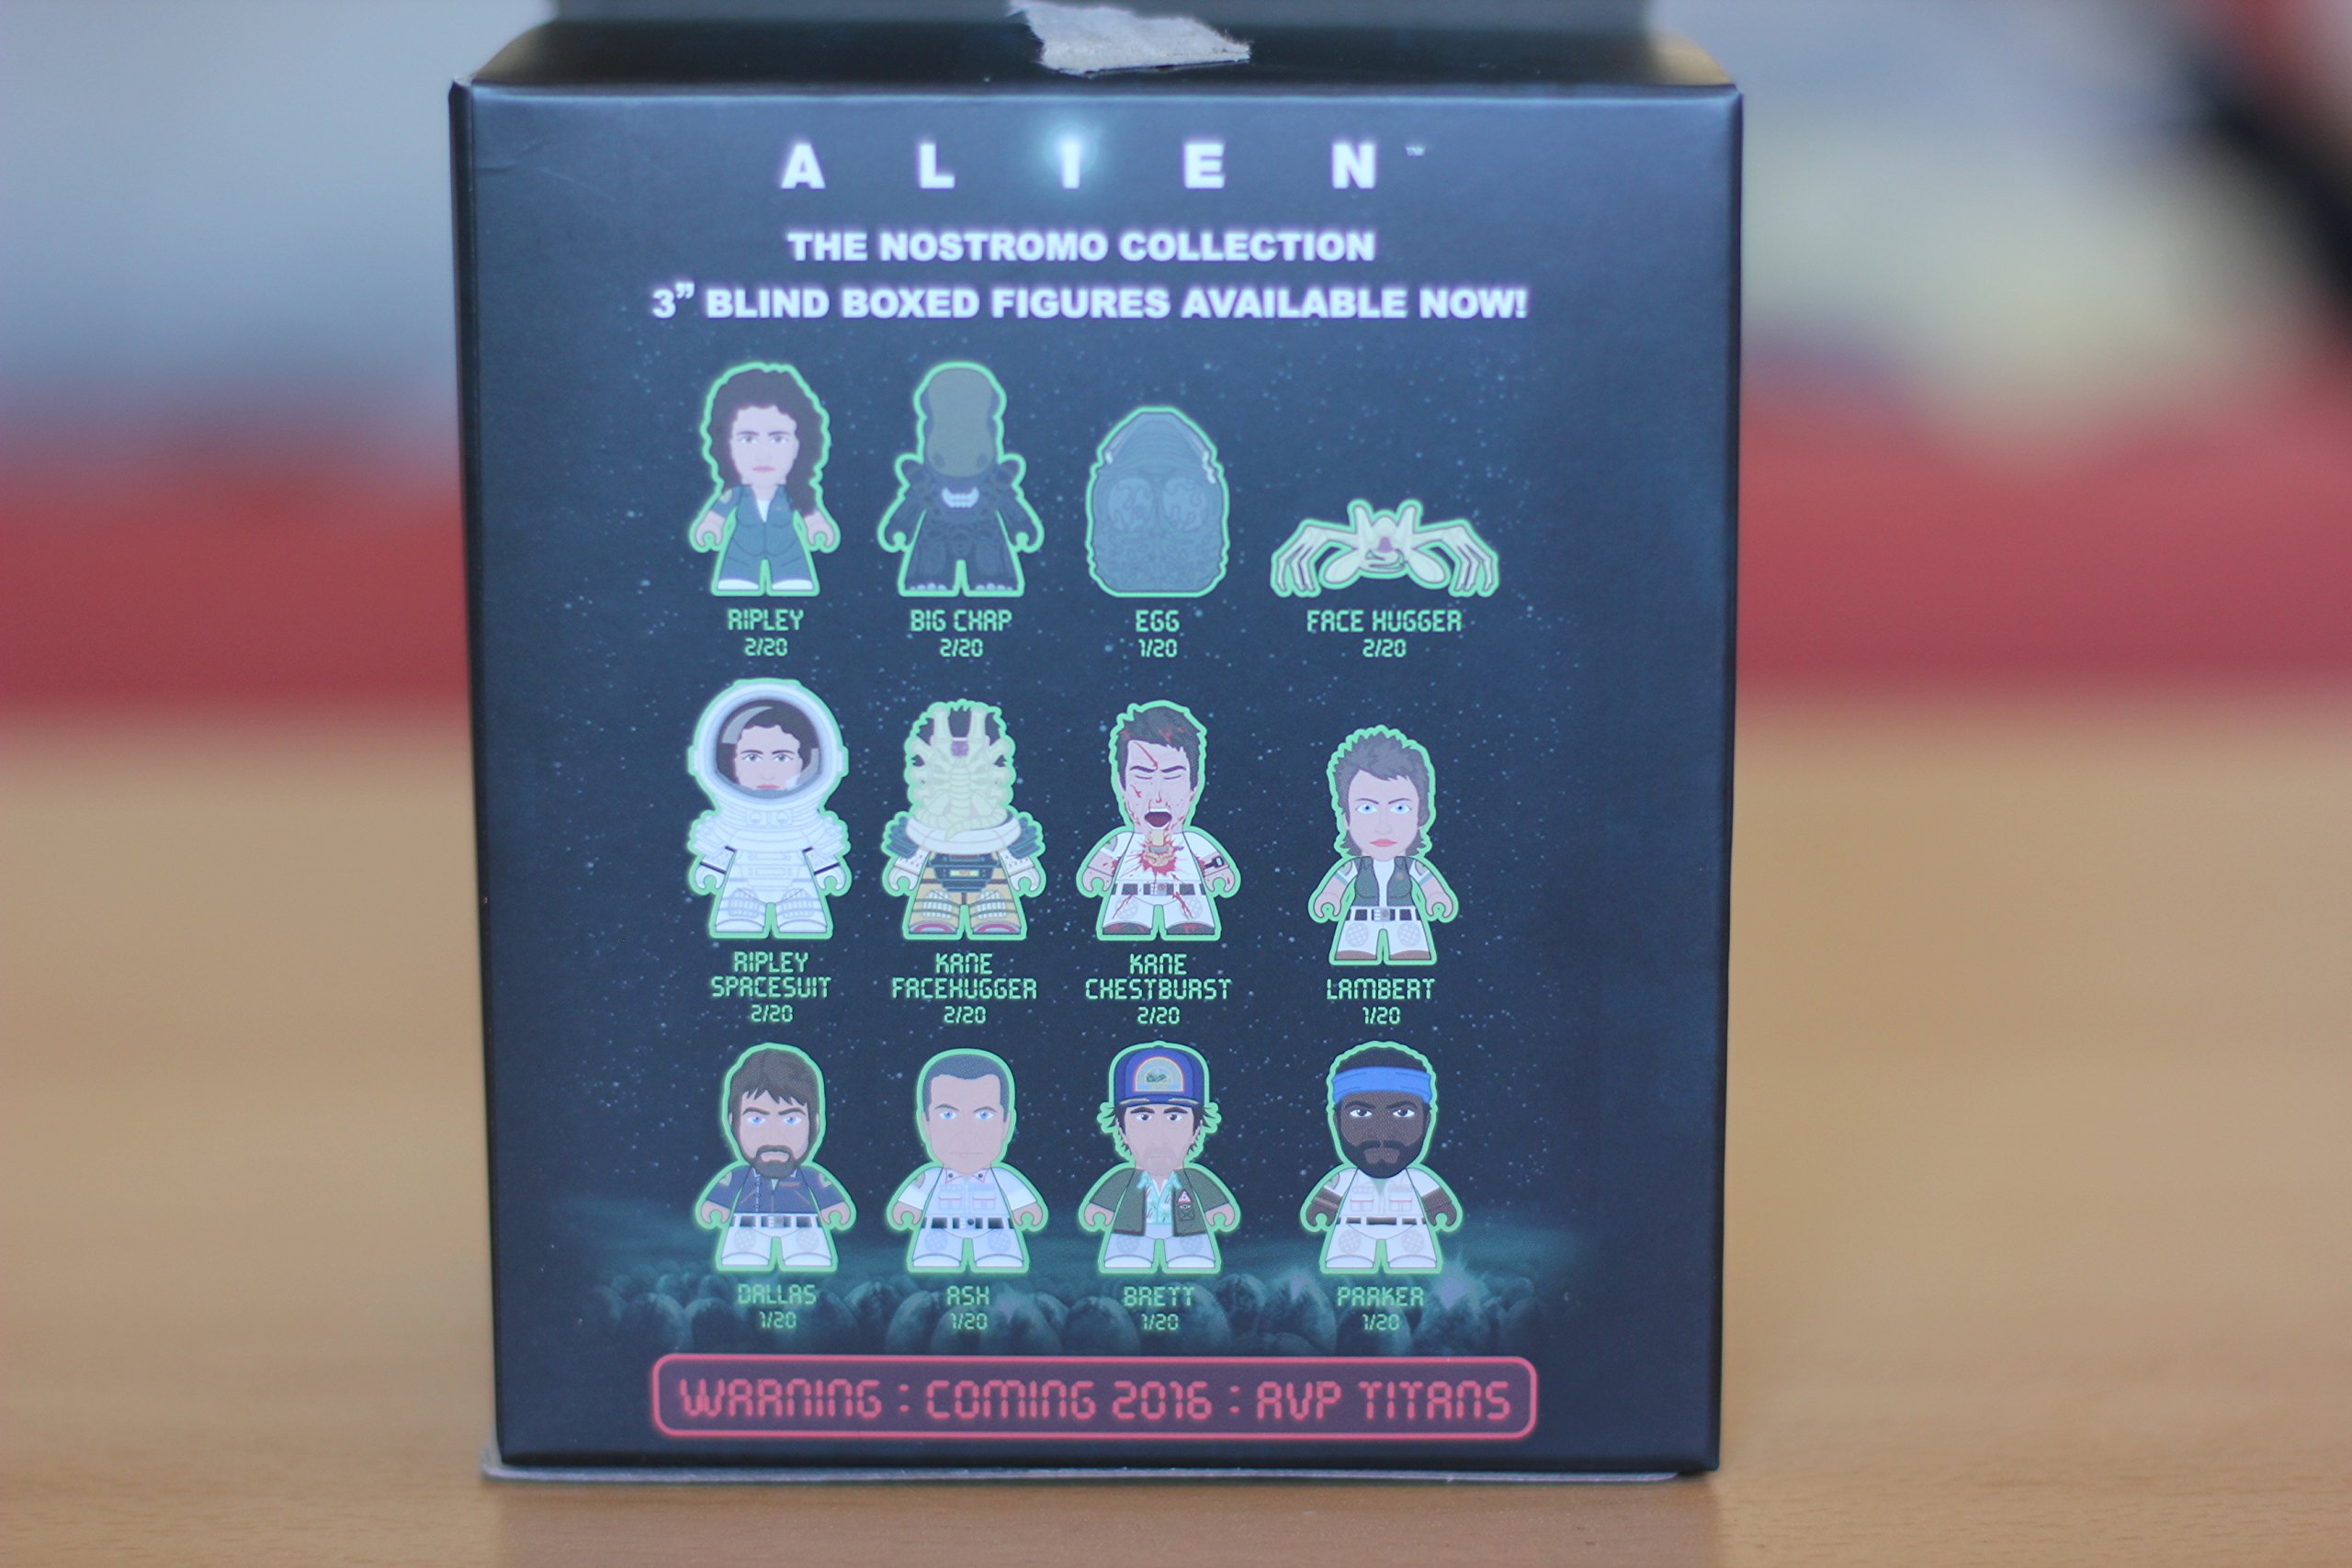 ALIEN™
THE NOSTROMO COLLECTION
3” BLIND BOXED FIGURES AVAILABLE NOW!
RIPLEY
2/20
BIG CHAP
2/20
EGG
1/20
FACE HUGGER
2/20
RIPLEY
SPACESUIT
2/20
KANE
FACEHUGGER
2/20
KANE
CHESTBURST
2/20
LAMBERT
1/20
DALLAS
1/20
ASH
1/20
BRETT
1/20
PARKER
1/20
WARNING : COMING 2016 : AVP TITANS